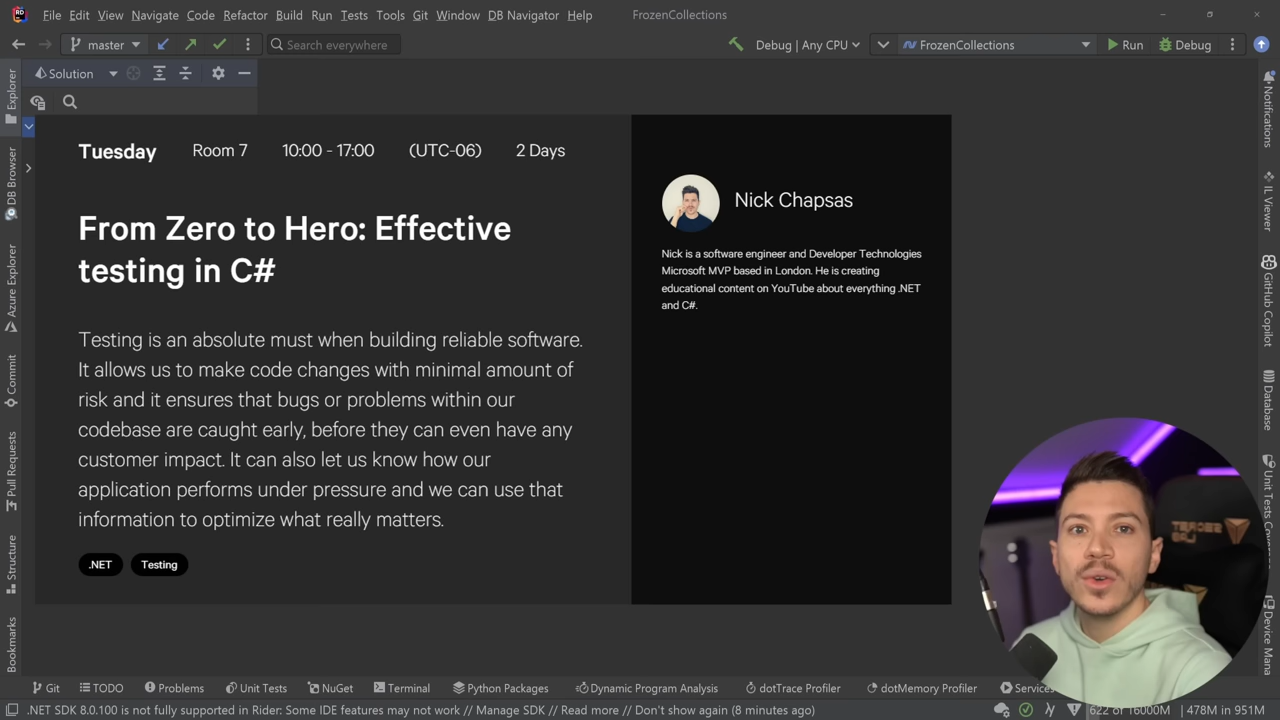 File Edit View Navigate Code Refactor Build Run Tests Tools Git Window DB Navigator Help FrozenCollections
master Search everywhere Debug | Any CPU FrozenCollections Run Debug
Solution
Explorer
DB Browser
Azure Explorer
Commit
Pull Requests
Structure
Bookmarks
Tuesday Room 7 10:00 - 17:00 (UTC-06) 2 Days
From Zero to Hero: Effective
testing in C#
Testing is an absolute must when building reliable software.
It allows us to make code changes with minimal amount of
risk and it ensures that bugs or problems within our
codebase are caught early, before they can even have any
customer impact. It can also let us know how our
application performs under pressure and we can use that
information to optimize what really matters.
.NET Testing
Nick Chapsas
Nick is a software engineer and Developer Technologies
Microsoft MVP based in London. He is creating
educational content on YouTube about everything .NET
and C#.
Notifications
IL Viewer
GitHub Copilot
Database
Unit Tests Covera
Device Mana
Git TODO Problems Unit Tests NuGet Terminal Python Packages Dynamic Program Analysis dotTrace Profiler dotMemory Profiler Services
.NET SDK 8.0.100 is not fully supported in Rider: Some IDE features may not work // Manage SDK // Read more // Don't show again (8 minutes ago) 622 of 16000M 478M in 951M